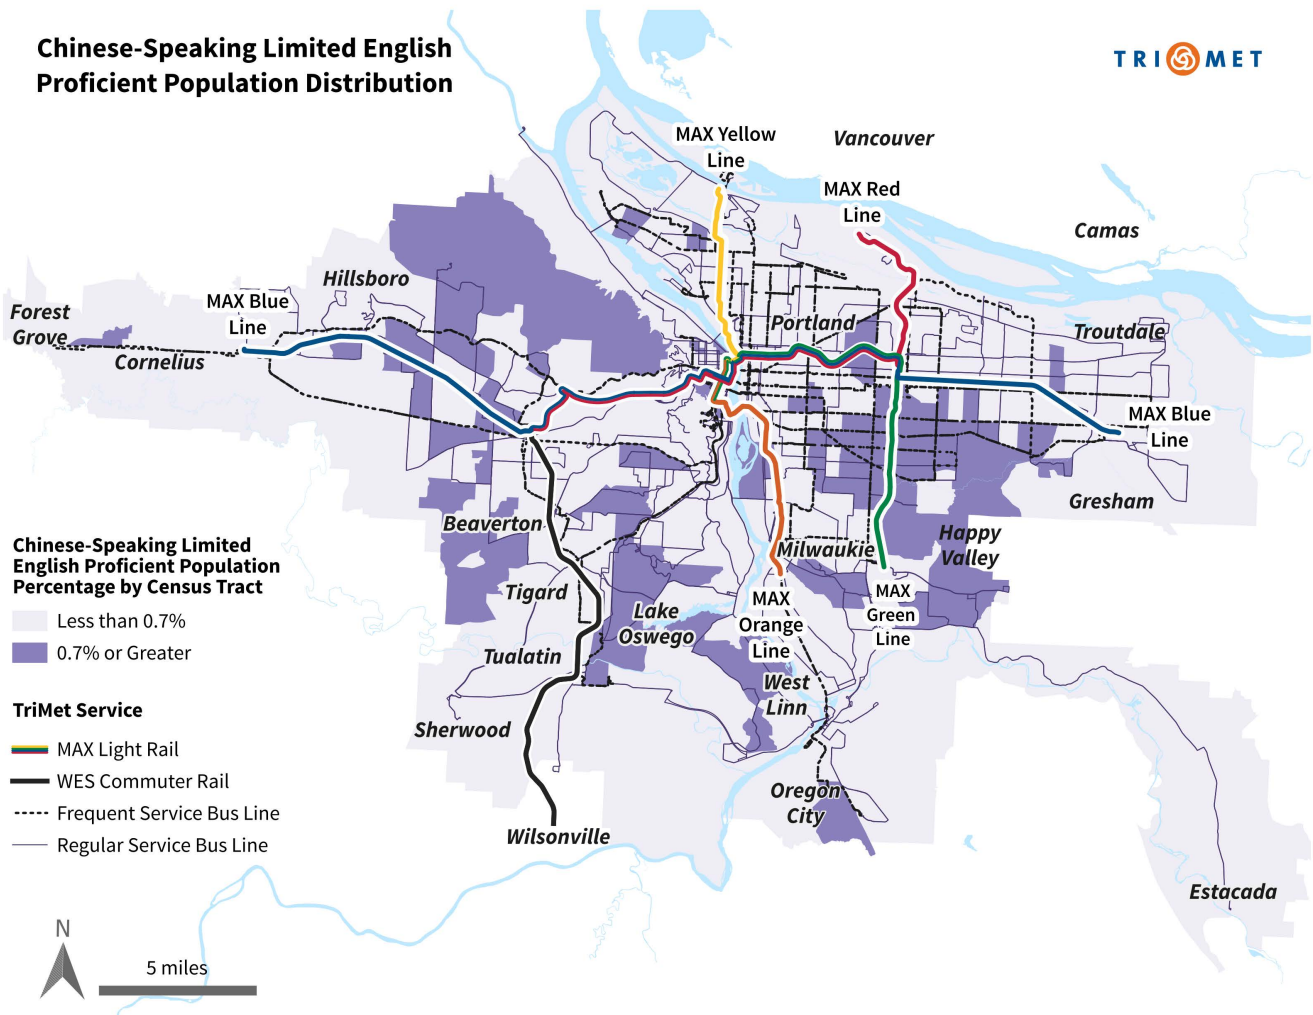 Chinese-Speaking Limited English
Proficient Population Distribution
TRIMET
MAX Yellow
Line
Vancouver
MAX Red
Line
Camas
Hillsboro
MAX Blue
Line
Forest
Grove
Cornelius
Portland
Troutdale
MAX Blue
Line
Gresham
Beaverton
Happy
Valley
Milwaukie
Tigard
Lake
Oswego
MAX
Orange
Line
MAX
Green
Line
Tualatin
West
Linn
Sherwood
Oregon
City
Wilsonville
Estacada
Chinese-Speaking Limited
English Proficient Population
Percentage by Census Tract
Less than 0.7%
0.7% or Greater
TriMet Service
MAX Light Rail
WES Commuter Rail
Frequent Service Bus Line
Regular Service Bus Line
N
5 miles